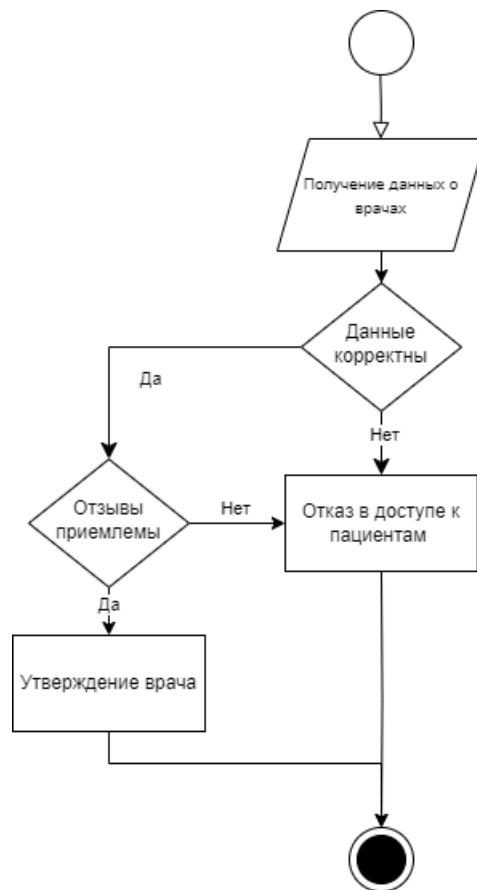 Получение данных о
врачах
Данные
корректны
Да
Нет
Отзывы
приемлемы
Нет
Отказ в доступе к
пациентам
Да
Утверждение врача